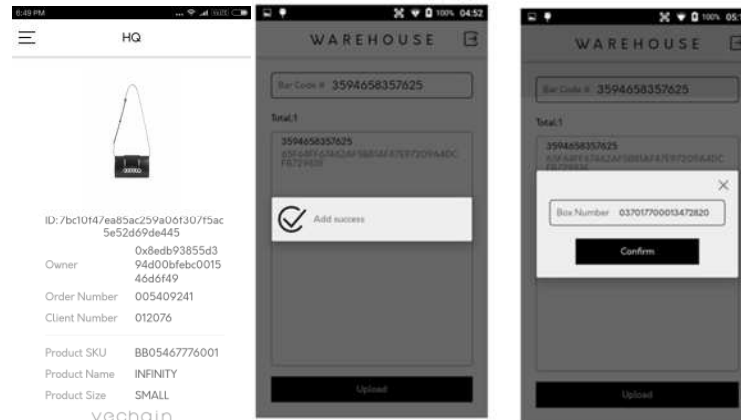 6:49 PM
HQ
ID:7bc10f47ea85ac259a06f307f5ac
5e52d69de445
Owner
0x8edb93855d3
94d00bfebc0015
46d6f49
Order Number 005409241
Client Number 012076
Product SKU BB05467776001
Product Name INFINITY
Product Size SMALL
vechain
100% 04:52
WAREHOUSE
Bar Code # 3594658357625
Total:1
3594658357625
Add success
Upload
100%
WAREHOUSE
Bar Code # 3594658357625
Total:1
3594658357625
Box Number 037017700013472820
Confirm
Upload